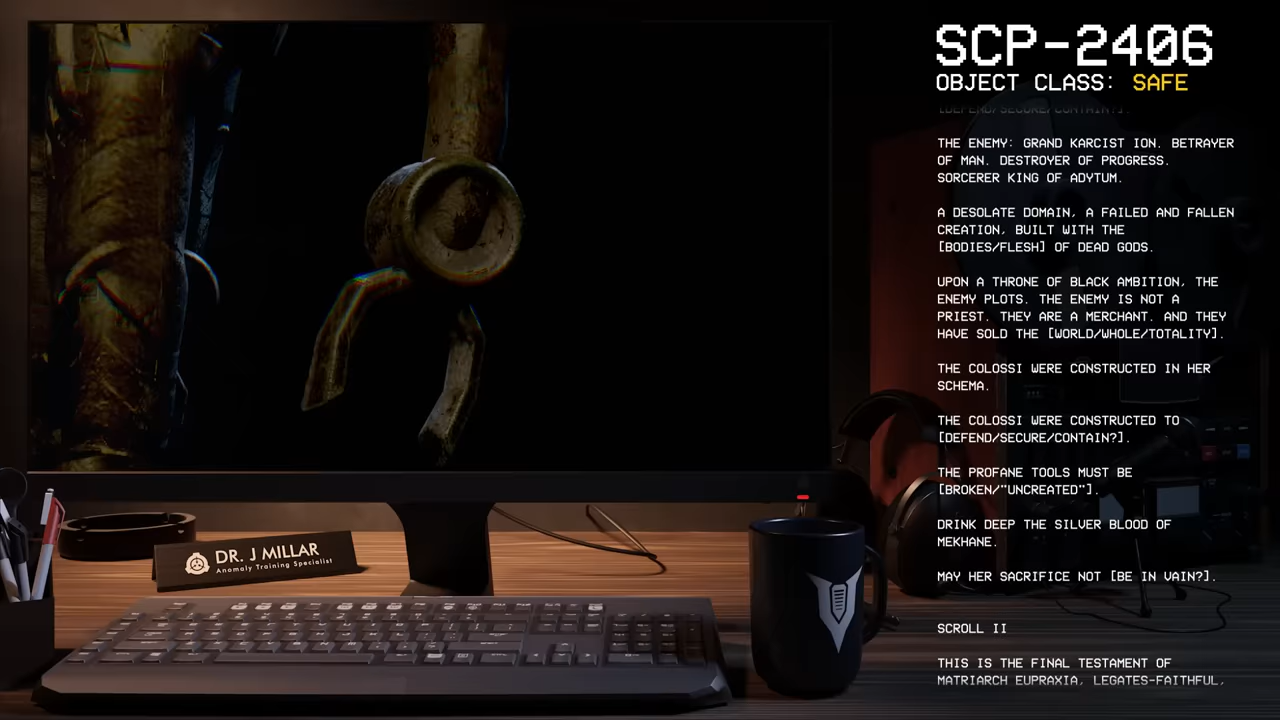 SCP-2406
OBJECT CLASS: SAFE
[DEFEND/SECURE/CONTAIN?].
THE ENEMY: GRAND KARCIST ION. BETRAYER
OF MAN. DESTROYER OF PROGRESS.
SORCERER KING OF ADYTUM.
A DESOLATE DOMAIN, A FAILED AND FALLEN
CREATION, BUILT WITH THE
[BODIES/FLESH] OF DEAD GODS.
UPON A THRONE OF BLACK AMBITION, THE
ENEMY PLOTS. THE ENEMY IS NOT A
PRIEST. THEY ARE A MERCHANT. AND THEY
HAVE SOLD THE [WORLD/WHOLE/TOTALITY].
THE COLOSSI WERE CONSTRUCTED IN HER
SCHEMA.
THE COLOSSI WERE CONSTRUCTED TO
[DEFEND/SECURE/CONTAIN?].
THE PROFANE TOOLS MUST BE
[BROKEN/"UNCREATED"].
DRINK DEEP THE SILVER BLOOD OF
MEKHANE.
MAY HER SACRIFICE NOT [BE IN VAIN?].
SCROLL II
THIS IS THE FINAL TESTAMENT OF
MATRIARCH EUPRAXIA, LEGATES-FAITHFUL,
DR. J MILLAR
Anomaly Training Specialist